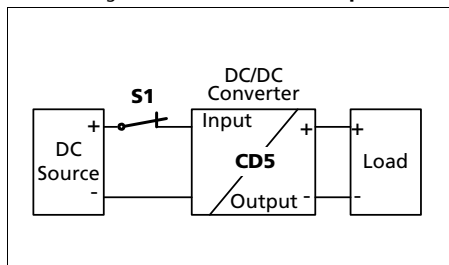 S1
DC/DC
Converter
+
DC
Source
-
Input
CD5
Output
+
-
+
Load
-